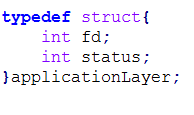 typedef struct{
    int fd;
    int status;
}applicationLayer;